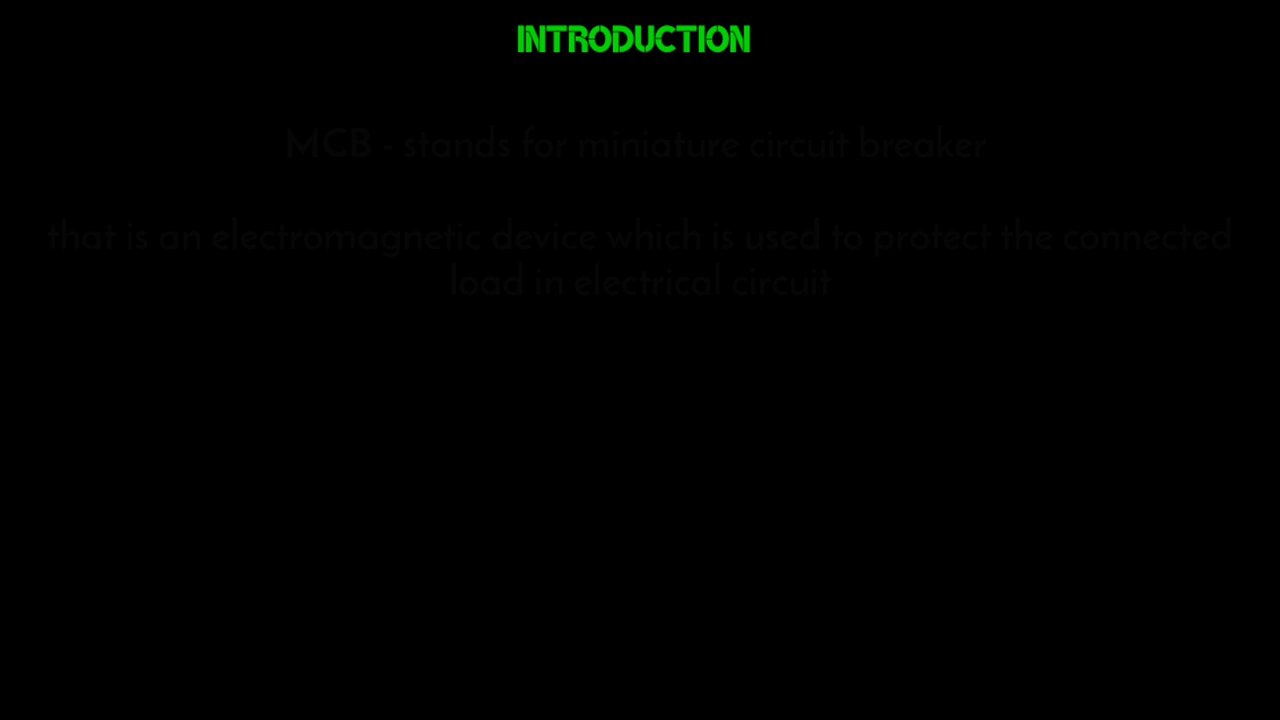 INTRODUCTION
MCB - stands for miniature circuit breaker
that is an electromagnetic device which is used to protect the connected
load in electrical circuit